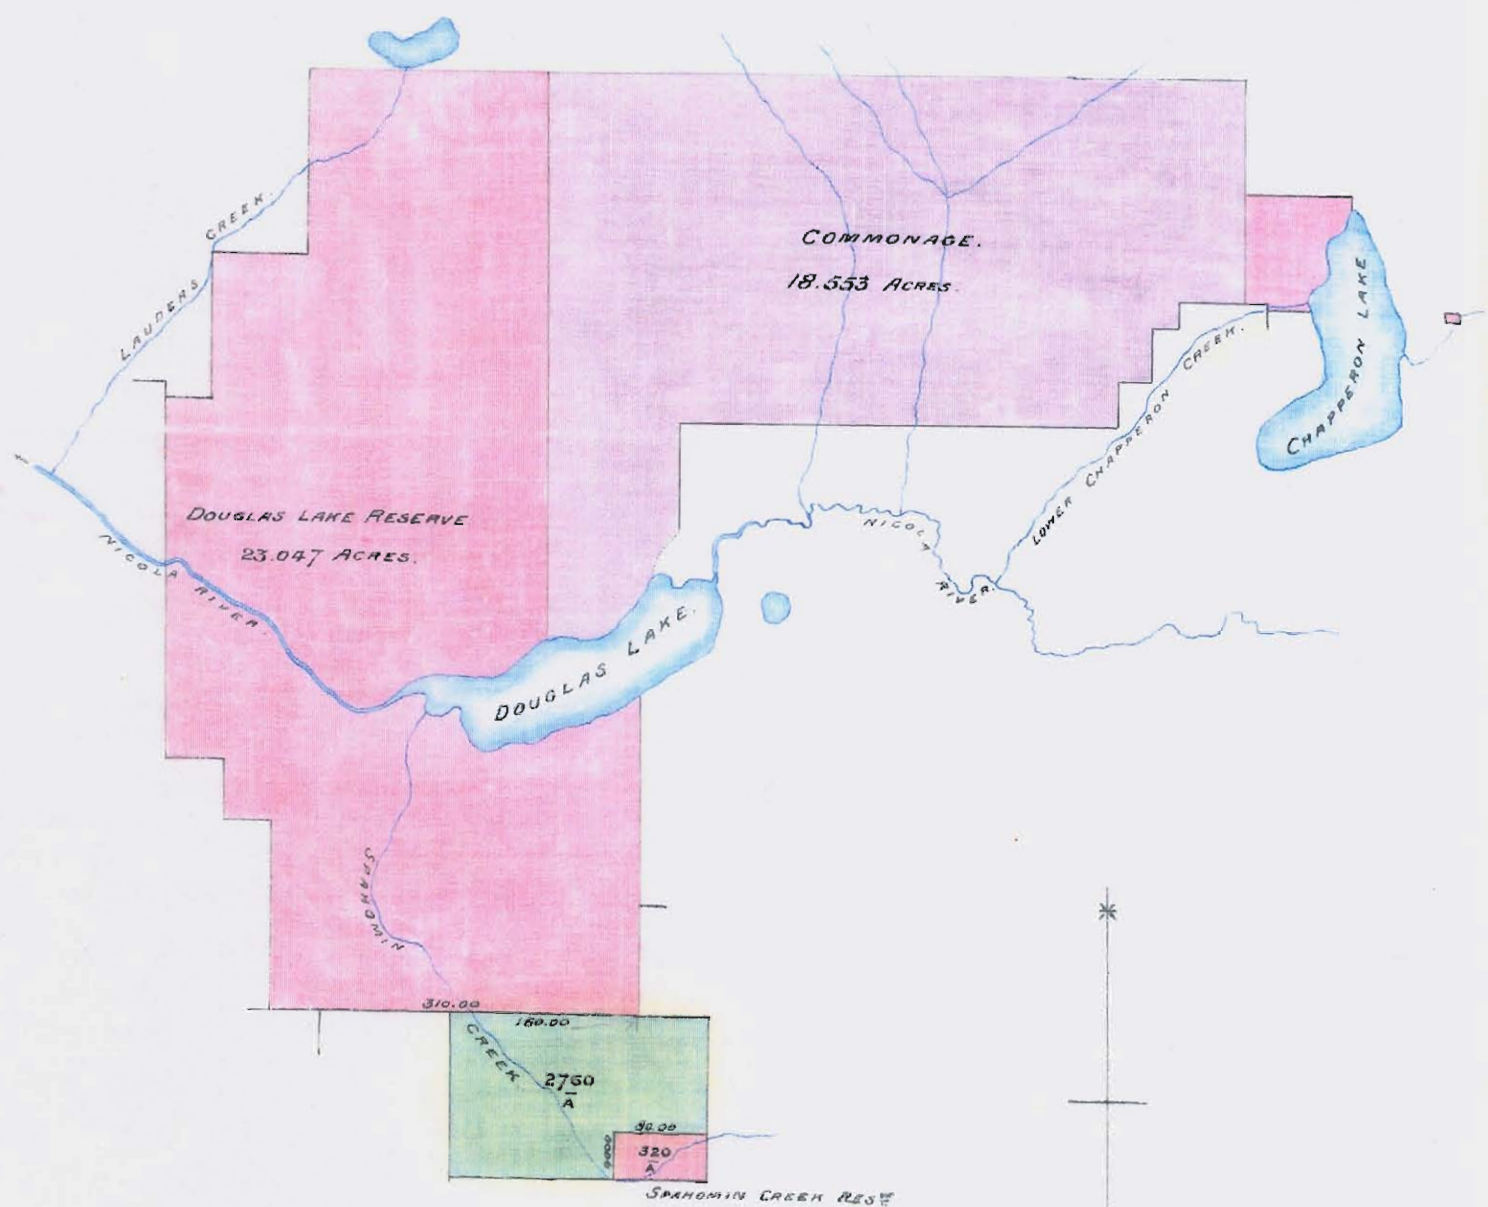 COMMONAGE.
18.553 ACRES.
LAUDERS CREEK.
CHAPPERON LAKE
LOWER CHAPPERON CREEK.
DOUGLAS LAKE RESERVE
23.047 ACRES.
NICOLA RIVER.
NICOLA RIVER.
DOUGLAS LAKE.
SPAHOMIN
CREEK
310.00
160.00
2760
A
80.00
320
A
SPAHOMIN CREEK RESVE